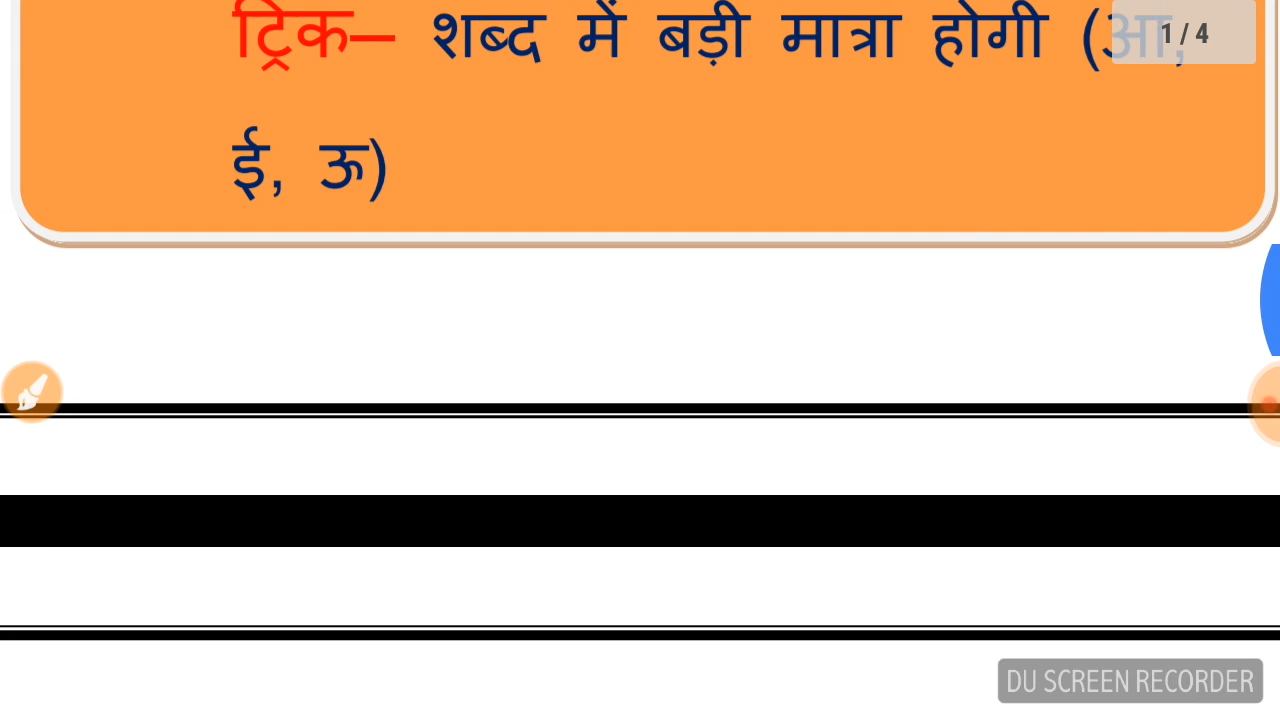 ट्रिक– शब्द में बड़ी मात्रा होगी (आ,
1 / 4
ई, ऊ)
DU SCREEN RECORDER